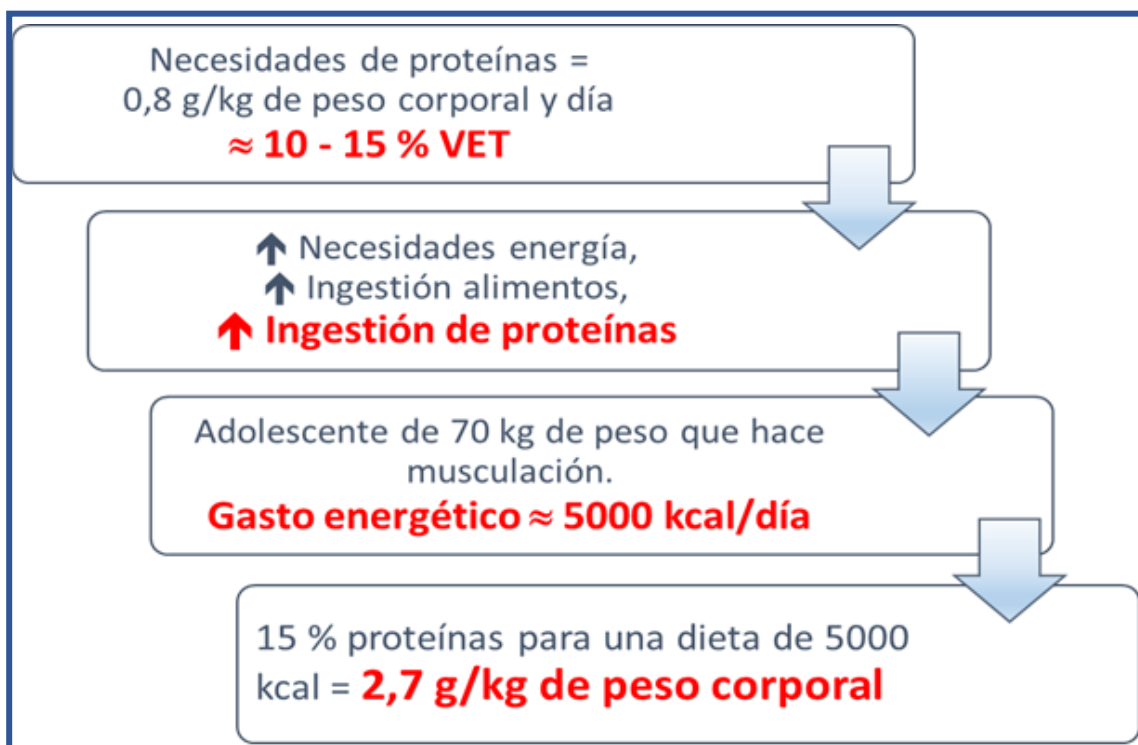 Necesidades de proteínas =
0,8 g/kg de peso corporal y día
≈ 10 - 15 % VET
↑ Necesidades energía,
↑ Ingestión alimentos,
↑ Ingestión de proteínas
Adolescente de 70 kg de peso que hace
musculación.
Gasto energético ≈ 5000 kcal/día
15 % proteínas para una dieta de 5000
kcal = 2,7 g/kg de peso corporal